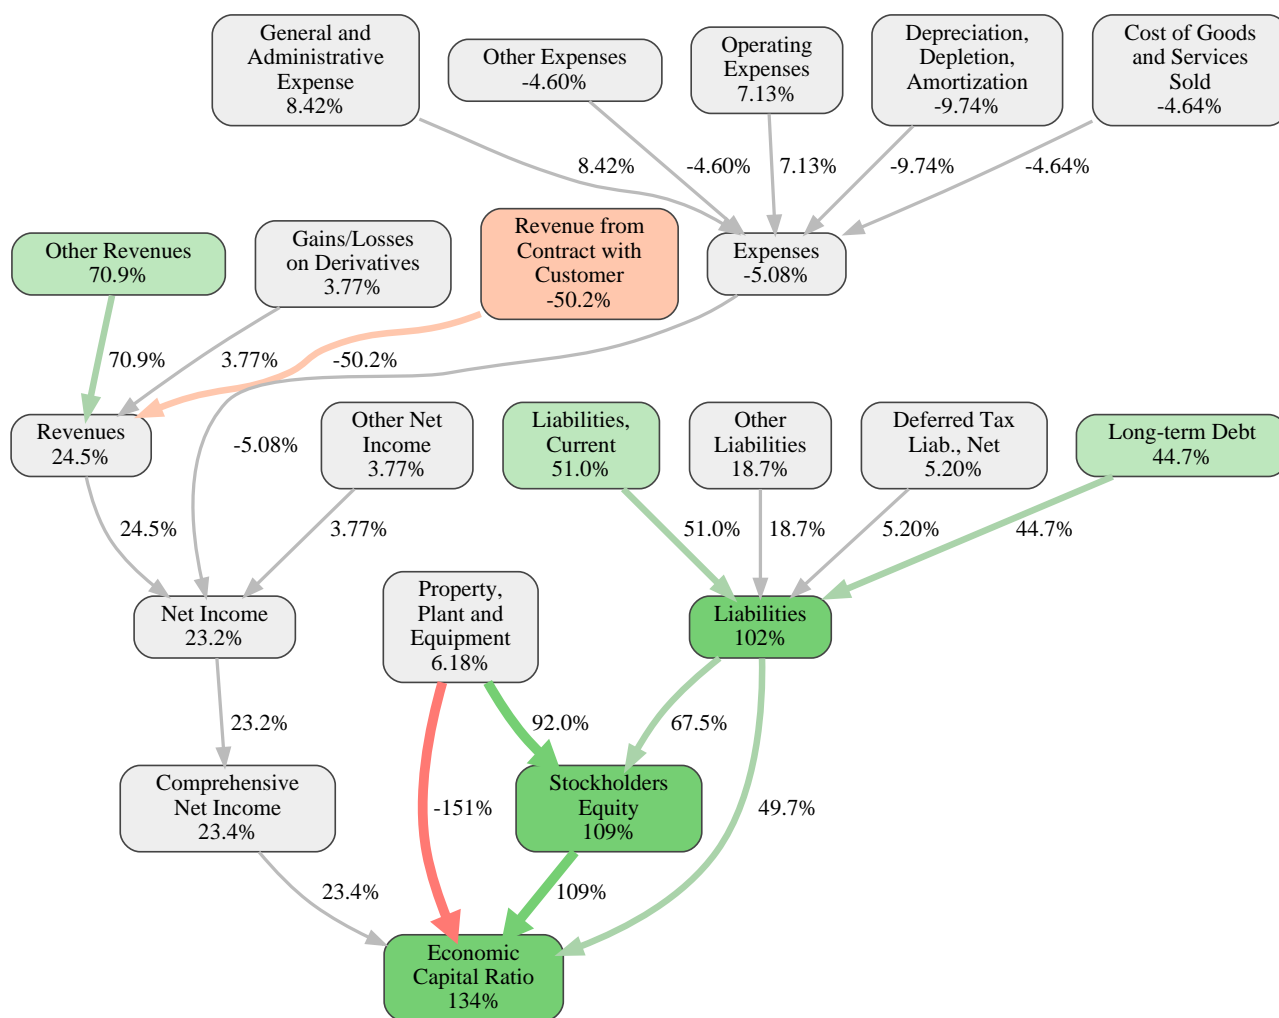 General and
Administrative
Expense
8.42%
Other Expenses
-4.60%
Operating
Expenses
7.13%
Depreciation,
Depletion,
Amortization
-9.74%
Cost of Goods
and Services
Sold
-4.64%
8.42%
-4.60%
7.13%
-9.74%
-4.64%
Other Revenues
70.9%
Gains/Losses
on Derivatives
3.77%
Revenue from
Contract with
Customer
-50.2%
Expenses
-5.08%
70.9%
3.77%
-50.2%
Revenues
24.5%
-5.08%
Other Net
Income
3.77%
Liabilities,
Current
51.0%
Other
Liabilities
18.7%
Deferred Tax
Liab., Net
5.20%
Long-term Debt
44.7%
24.5%
3.77%
51.0%
18.7%
5.20%
44.7%
Net Income
23.2%
Property,
Plant and
Equipment
6.18%
Liabilities
102%
23.2%
92.0%
67.5%
Comprehensive
Net Income
23.4%
-151%
Stockholders
Equity
109%
49.7%
23.4%
109%
Economic
Capital Ratio
134%